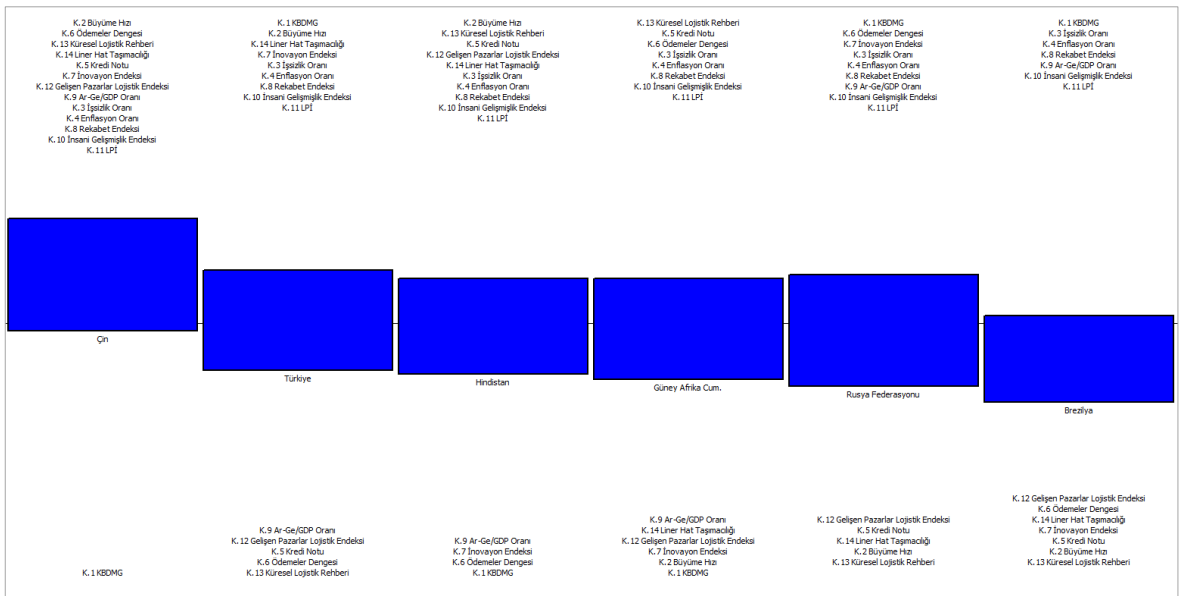 K.2 Büyüme Hızı
K.6 Ödemeler Dengesi
K.13 Küresel Lojistik Rehberi
K.14 Liner Hat Taşımacılığı
K.5 Kredi Notu
K.7 İnovasyon Endeksi
K.12 Gelişen Pazarlar Lojistik Endeksi
K.9 Ar-Ge/GDP Oranı
K.3 İşsizlik Oranı
K.4 Enflasyon Oranı
K.8 Rekabet Endeksi
K.10 İnsani Gelişmişlik Endeksi
K.11 LPİ
Çin
K.1 KBDMG
K.1 KBDMG
K.2 Büyüme Hızı
K.14 Liner Hat Taşımacılığı
K.7 İnovasyon Endeksi
K.3 İşsizlik Oranı
K.4 Enflasyon Oranı
K.8 Rekabet Endeksi
K.10 İnsani Gelişmişlik Endeksi
K.11 LPİ
Türkiye
K.9 Ar-Ge/GDP Oranı
K.12 Gelişen Pazarlar Lojistik Endeksi
K.5 Kredi Notu
K.6 Ödemeler Dengesi
K.13 Küresel Lojistik Rehberi
K.2 Büyüme Hızı
K.13 Küresel Lojistik Rehberi
K.5 Kredi Notu
K.12 Gelişen Pazarlar Lojistik Endeksi
K.14 Liner Hat Taşımacılığı
K.3 İşsizlik Oranı
K.4 Enflasyon Oranı
K.8 Rekabet Endeksi
K.10 İnsani Gelişmişlik Endeksi
K.11 LPİ
Hindistan
K.9 Ar-Ge/GDP Oranı
K.7 İnovasyon Endeksi
K.6 Ödemeler Dengesi
K.1 KBDMG
K.13 Küresel Lojistik Rehberi
K.5 Kredi Notu
K.6 Ödemeler Dengesi
K.3 İşsizlik Oranı
K.4 Enflasyon Oranı
K.8 Rekabet Endeksi
K.10 İnsani Gelişmişlik Endeksi
K.11 LPİ
Güney Afrika Cum.
K.9 Ar-Ge/GDP Oranı
K.14 Liner Hat Taşımacılığı
K.12 Gelişen Pazarlar Lojistik Endeksi
K.7 İnovasyon Endeksi
K.2 Büyüme Hızı
K.1 KBDMG
K.1 KBDMG
K.6 Ödemeler Dengesi
K.7 İnovasyon Endeksi
K.3 İşsizlik Oranı
K.4 Enflasyon Oranı
K.8 Rekabet Endeksi
K.9 Ar-Ge/GDP Oranı
K.10 İnsani Gelişmişlik Endeksi
K.11 LPİ
Rusya Federasyonu
K.12 Gelişen Pazarlar Lojistik Endeksi
K.5 Kredi Notu
K.14 Liner Hat Taşımacılığı
K.2 Büyüme Hızı
K.13 Küresel Lojistik Rehberi
K.1 KBDMG
K.3 İşsizlik Oranı
K.4 Enflasyon Oranı
K.8 Rekabet Endeksi
K.9 Ar-Ge/GDP Oranı
K.10 İnsani Gelişmişlik Endeksi
K.11 LPİ
Brezilya
K.12 Gelişen Pazarlar Lojistik Endeksi
K.6 Ödemeler Dengesi
K.14 Liner Hat Taşımacılığı
K.7 İnovasyon Endeksi
K.5 Kredi Notu
K.2 Büyüme Hızı
K.13 Küresel Lojistik Rehberi